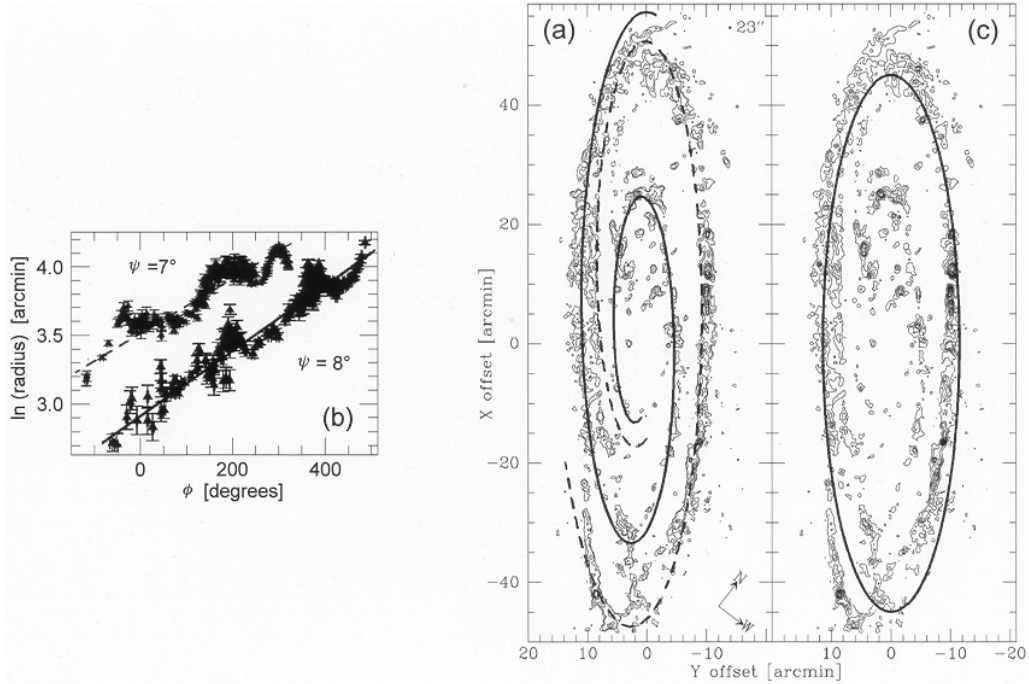 (a)
23"
(c)
40
20
0
-20
-40
X offset [arcmin]
N
W
20 10 0 -10
20 10 0 -10 -20
Y offset [arcmin]
4.0
3.5
3.0
ln (radius) [arcmin]
ψ =7°
ψ = 8°
(b)
0 200 400
ϕ [degrees]